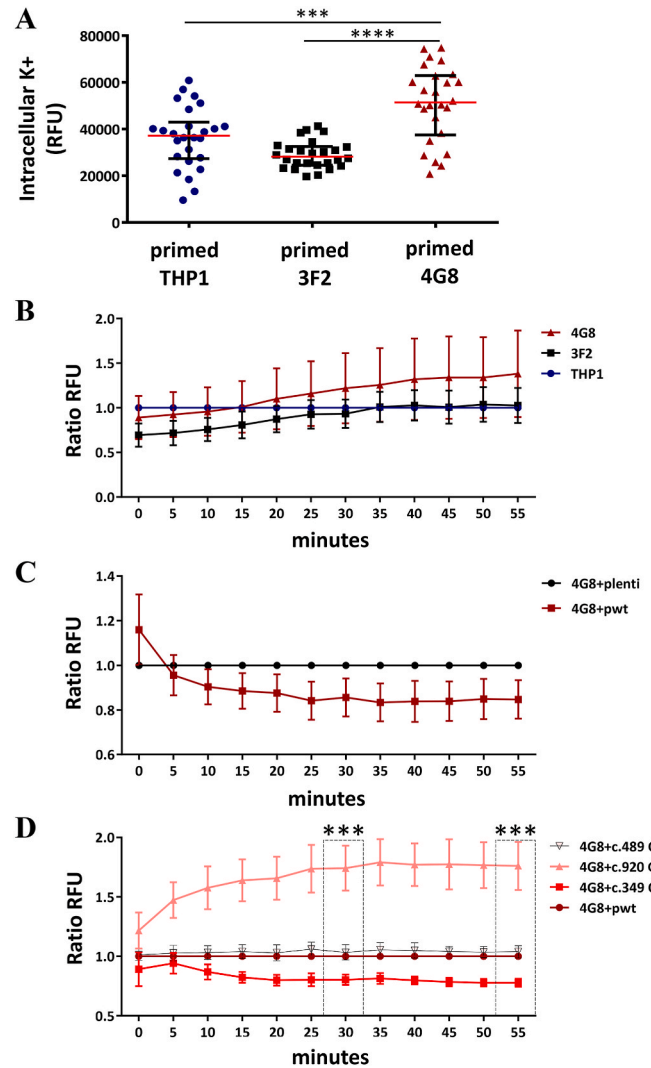 A
***
****
Intracellular K+
(RFU)
80000
60000
40000
20000
0
primed
THP1
primed
3F2
primed
4G8
B
Ratio RFU
2.0
1.5
1.0
0.5
0.0
0 5 10 15 20 25 30 35 40 45 50 55
minutes
4G8
3F2
THP1
C
Ratio RFU
1.4
1.2
1.0
0.8
0.6
0 5 10 15 20 25 30 35 40 45 50 55
minutes
4G8+plenti
4G8+pwt
D
Ratio RFU
2.0
1.5
1.0
0.5
*** ***
0 5 10 15 20 25 30 35 40 45 50 55
minutes
4G8+c.489
4G8+c.920
4G8+c.349
4G8+pwt